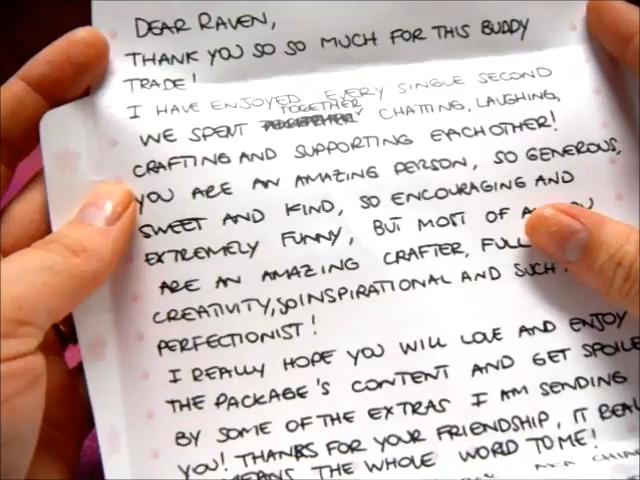 DEAR RAVEN,
THANK YOU SO SO MUCH FOR THIS BUDDY
TRADE!
I HAVE ENJOYED EVERY SINGLE SECOND
TOGETHER
WE SPENT CHATTING, LAUGHING,
CRAFTING AND SUPPORTING EACHOTHER!
YOU ARE AN AMAZING PERSON, SO GENEROUS,
SWEET AND KIND, SO ENCOURAGING AND
EXTREMELY FUNNY, BUT MOST OF
ARE AN AMAZING CRAFTER, FULL
CREATIVITY, SO INSPIRATIONAL AND SUCH
PERFECTIONIST!
I REALLY HOPE YOU WILL LOVE AND ENJOY
THE PACKAGE'S CONTENT AND GET SPOILE
BY SOME OF THE EXTRAS I AM SENDING
YOU! THANKS FOR YOUR FRIENDSHIP, IT REAL
MEANS THE WHOLE WORD TO ME!